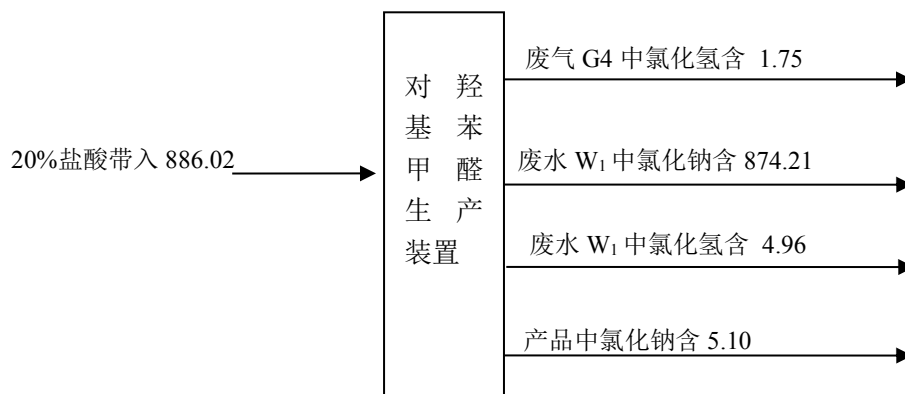 20%盐酸带入 886.02
对 羟
基 苯
甲 醛
生 产
装置
废气 G4 中氯化氢含 1.75
废水 W₁ 中氯化钠含 874.21
废水 W₁ 中氯化氢含 4.96
产品中氯化钠含 5.10